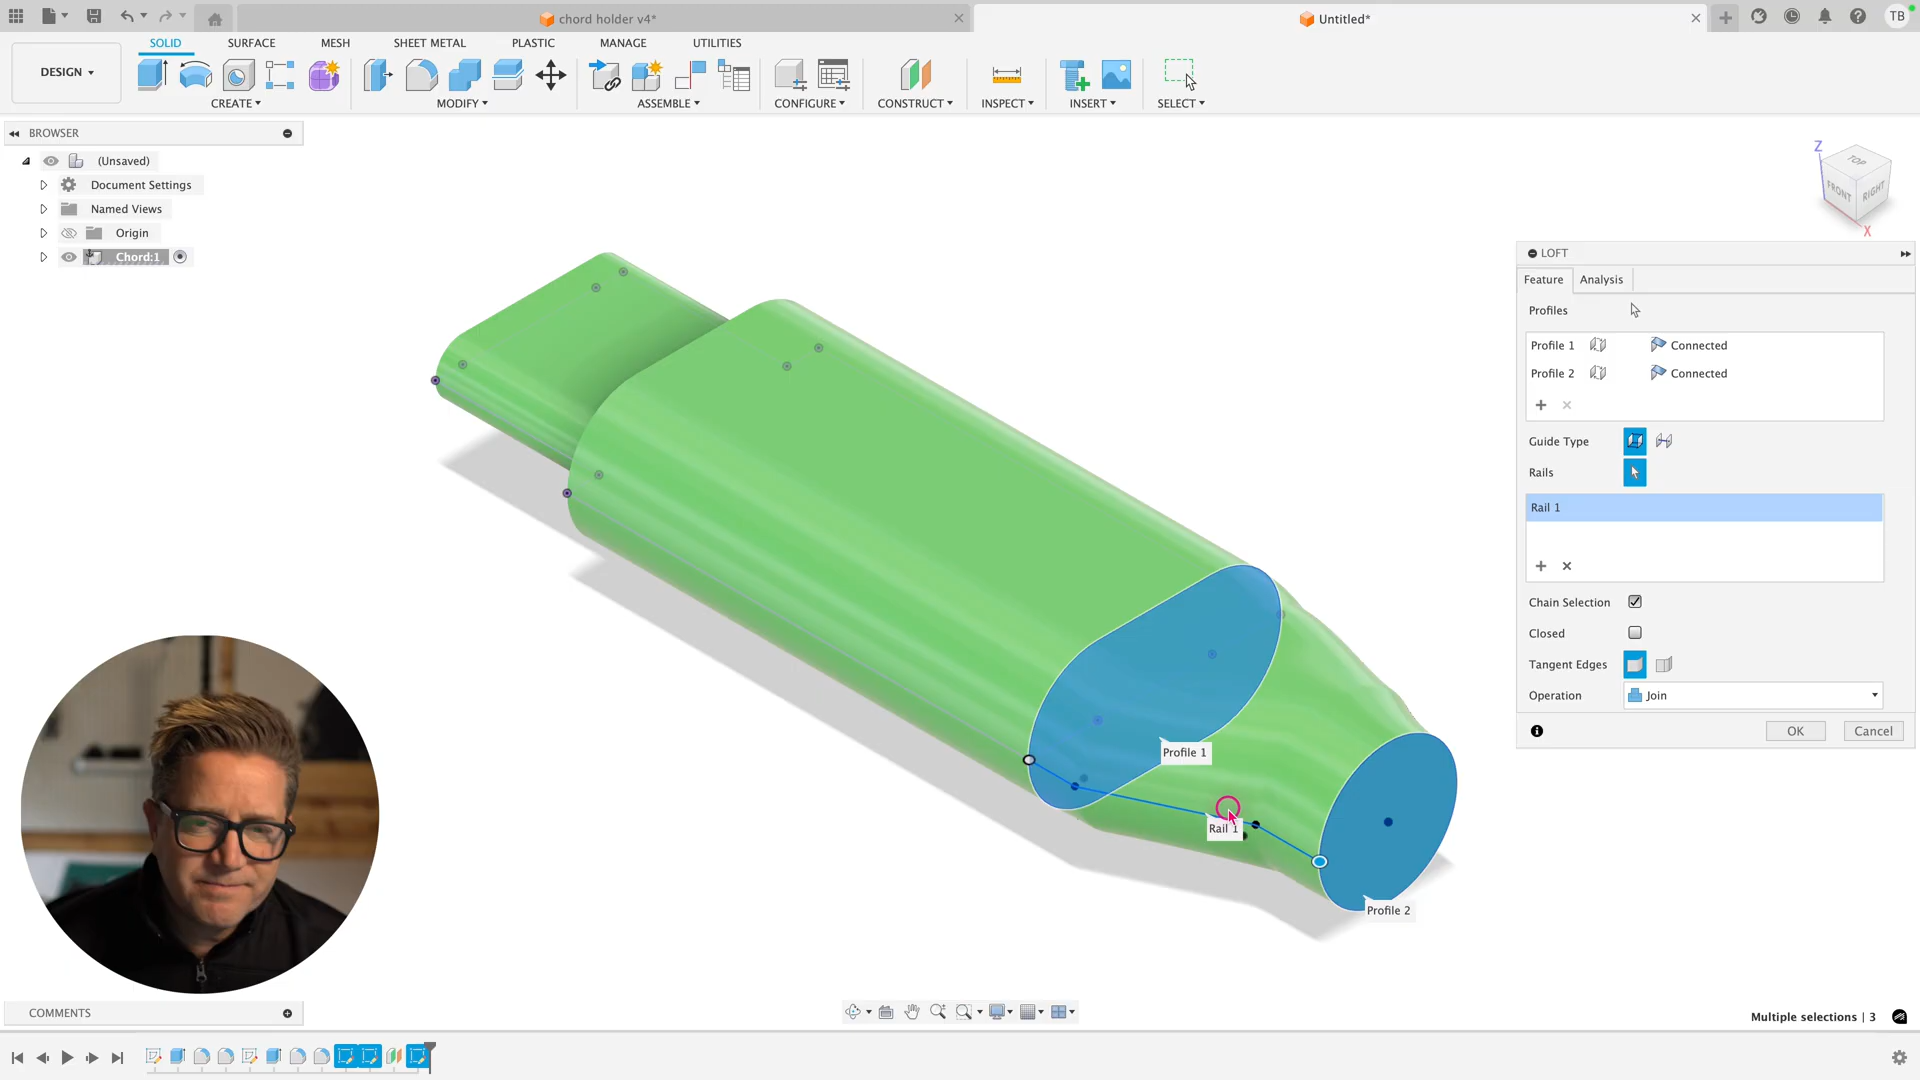 chord holder v4*
Untitled*
TB
DESIGN
SOLID
SURFACE
MESH
SHEET METAL
PLASTIC
MANAGE
UTILITIES
CREATE
MODIFY
ASSEMBLE
CONFIGURE
CONSTRUCT
INSPECT
INSERT
SELECT
BROWSER
(Unsaved)
Document Settings
Named Views
Origin
Chord:1
Z
TOP
FRONT
RIGHT
X
LOFT
Feature
Analysis
Profiles
Profile 1
Connected
Profile 2
Connected
Guide Type
Rails
Rail 1
Chain Selection
Closed
Tangent Edges
Operation
Join
OK
Cancel
Profile 1
Rail 1
Profile 2
COMMENTS
Multiple selections | 3